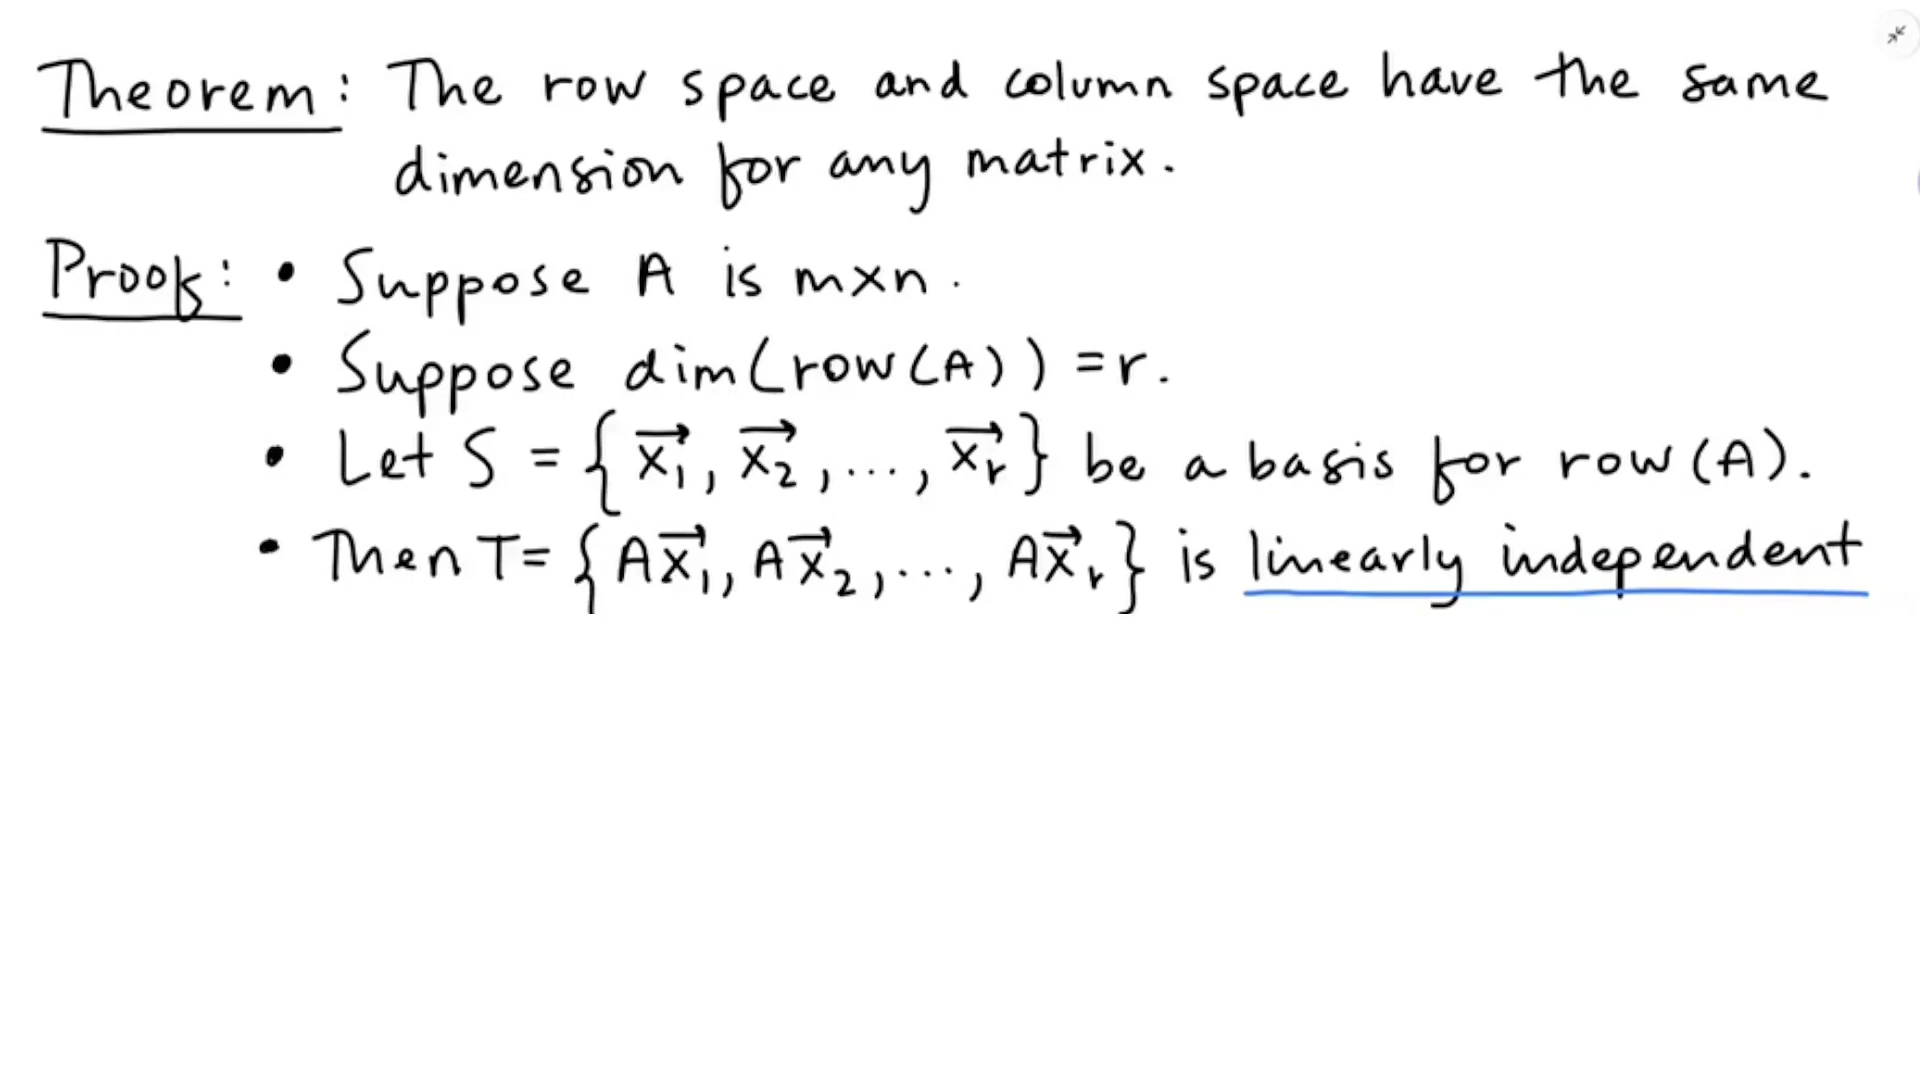 Theorem: The row space and column space have the same
dimension for any matrix.
Proof: • Suppose A is m×n.
• Suppose dim(row(A)) = r.
• Let S = {x⃗₁, x⃗₂, ..., x⃗ᵣ} be a basis for row(A).
• Then T = {Ax⃗₁, Ax⃗₂, ..., Ax⃗ᵣ} is linearly independent